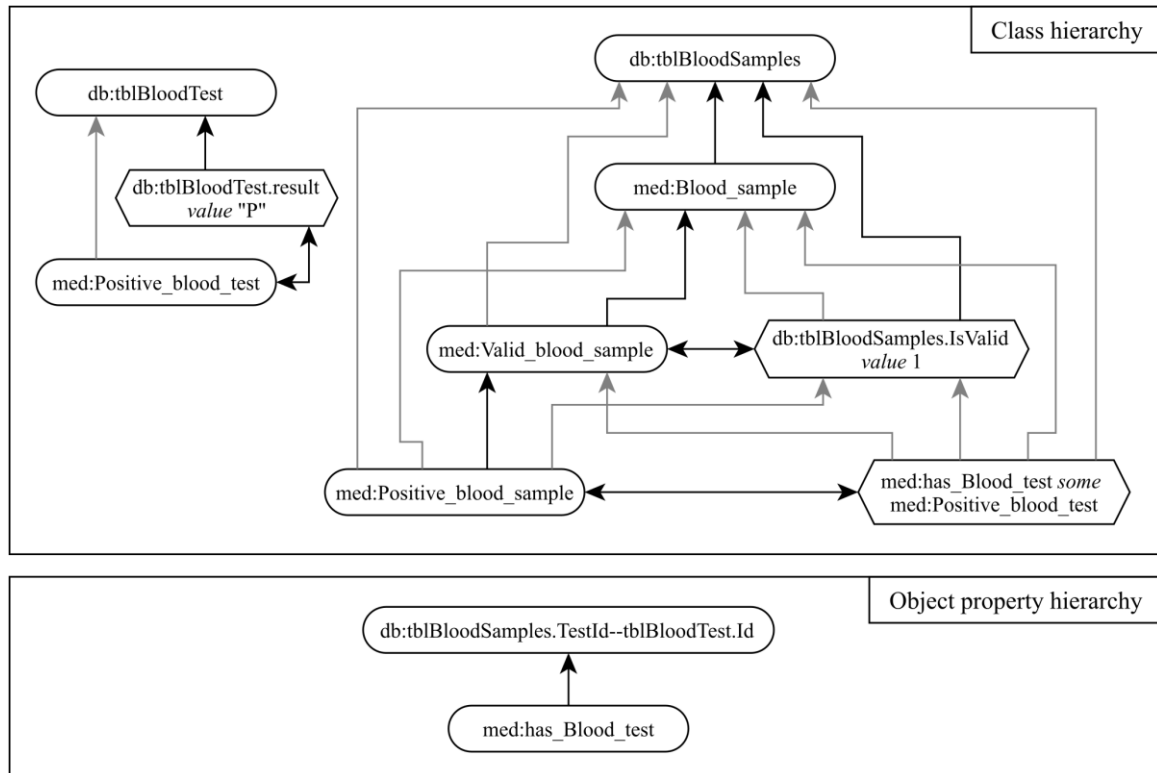 Class hierarchy
db:tblBloodSamples
db:tblBloodTest
db:tblBloodTest.result
value "P"
med:Blood_sample
med:Positive_blood_test
med:Valid_blood_sample
db:tblBloodSamples.IsValid
value 1
med:Positive_blood_sample
med:has_Blood_test some
med:Positive_blood_test
Object property hierarchy
db:tblBloodSamples.TestId--tblBloodTest.Id
med:has_Blood_test